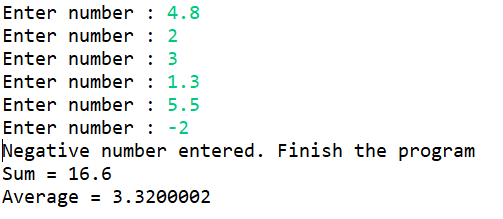 Enter number : 4.8
Enter number : 2
Enter number : 3
Enter number : 1.3
Enter number : 5.5
Enter number : -2
Negative number entered. Finish the program
Sum = 16.6
Average = 3.3200002